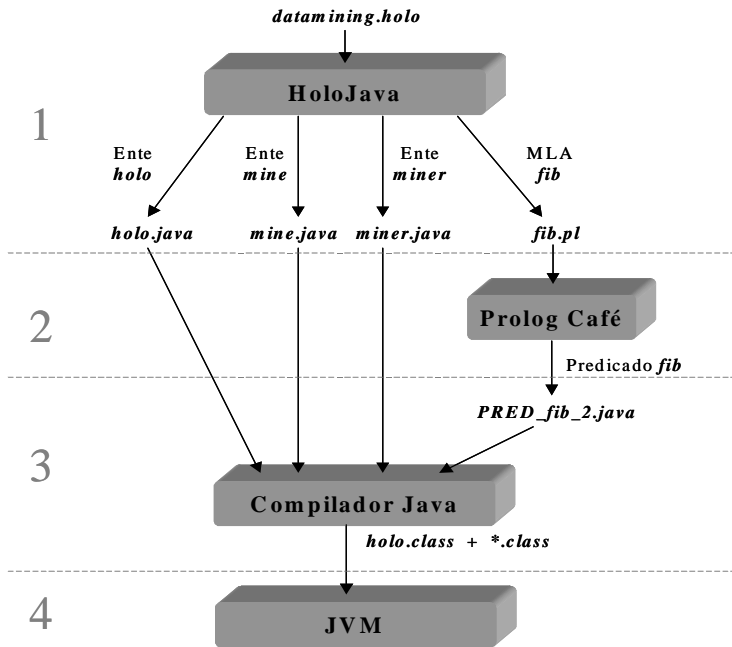 datamining.holo
HoloJava
1
Ente
holo
Ente
mine
Ente
miner
MLA
fib
holo.java
mine.java
miner.java
fib.pl
2
Prolog Café
Predicado fib
PRED_fib_2.java
3
Compilador Java
holo.class + *.class
4
JVM